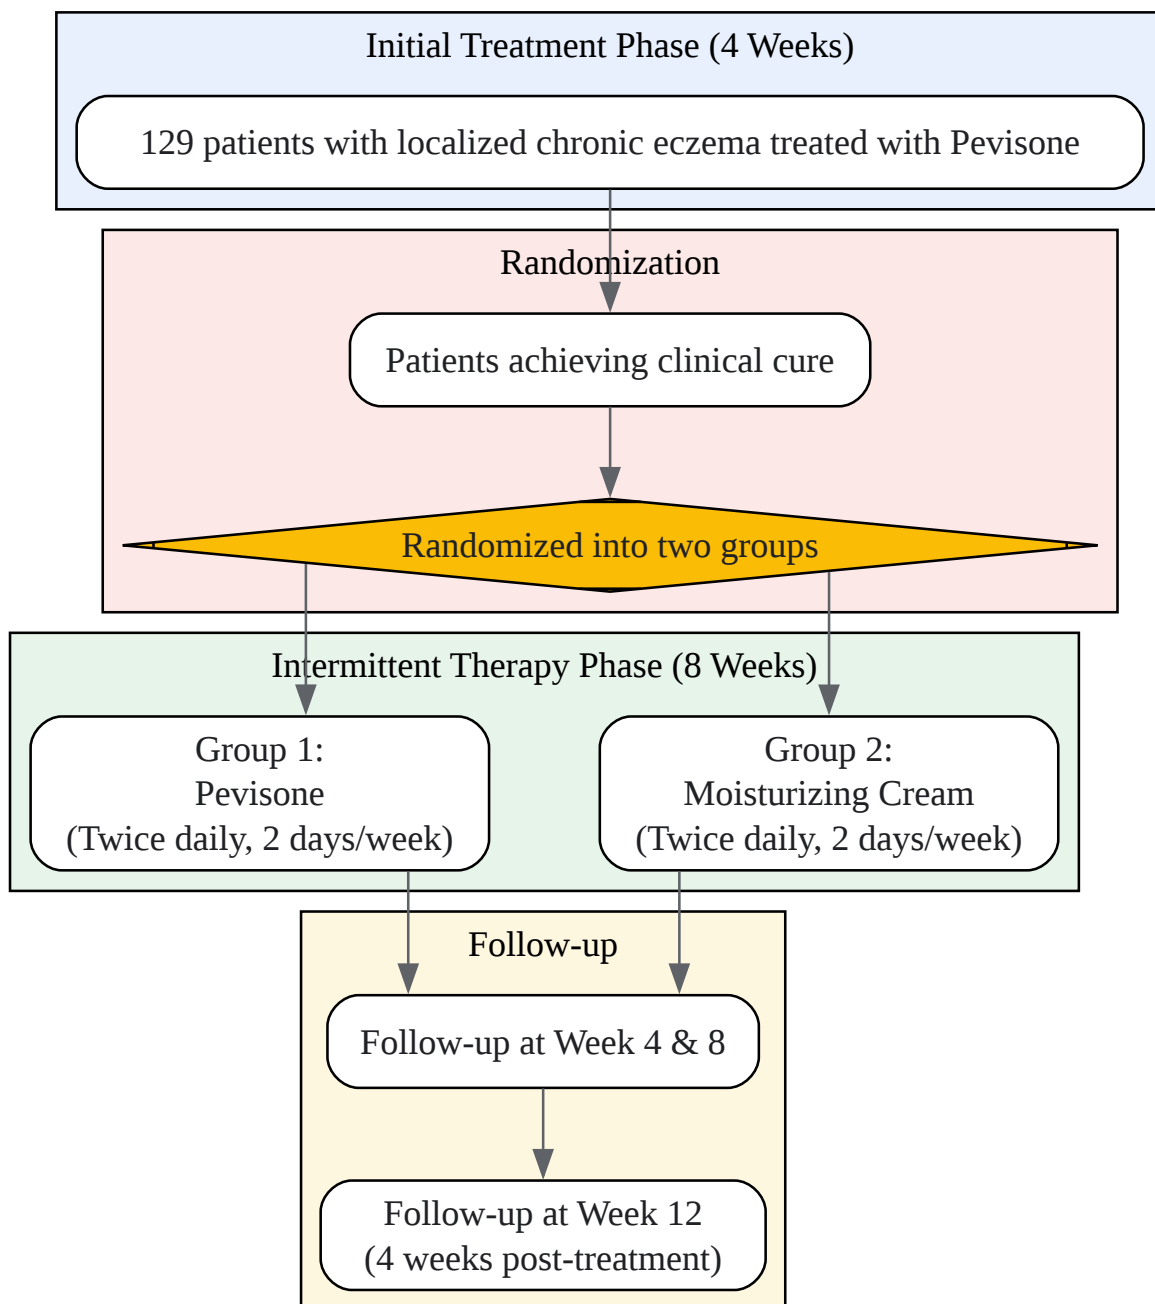 Initial Treatment Phase (4 Weeks)
129 patients with localized chronic eczema treated with Pevisone
Randomization
Patients achieving clinical cure
Randomized into two groups
Intermittent Therapy Phase (8 Weeks)
Group 1:
Pevisone
(Twice daily, 2 days/week)
Group 2:
Moisturizing Cream
(Twice daily, 2 days/week)
Follow-up
Follow-up at Week 4 & 8
Follow-up at Week 12
(4 weeks post-treatment)